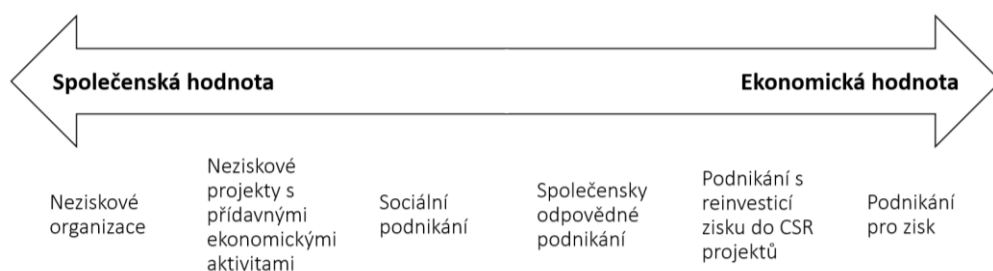 Společenská hodnota
Ekonomická hodnota
Neziskové
organizace
Neziskové
projekty s
přídavnými
ekonomickými
aktivitami
Sociální
podnikání
Společensky
odpovědné
podnikání
Podnikání s
reinvesticí
zisku do CSR
projektů
Podnikání
pro zisk